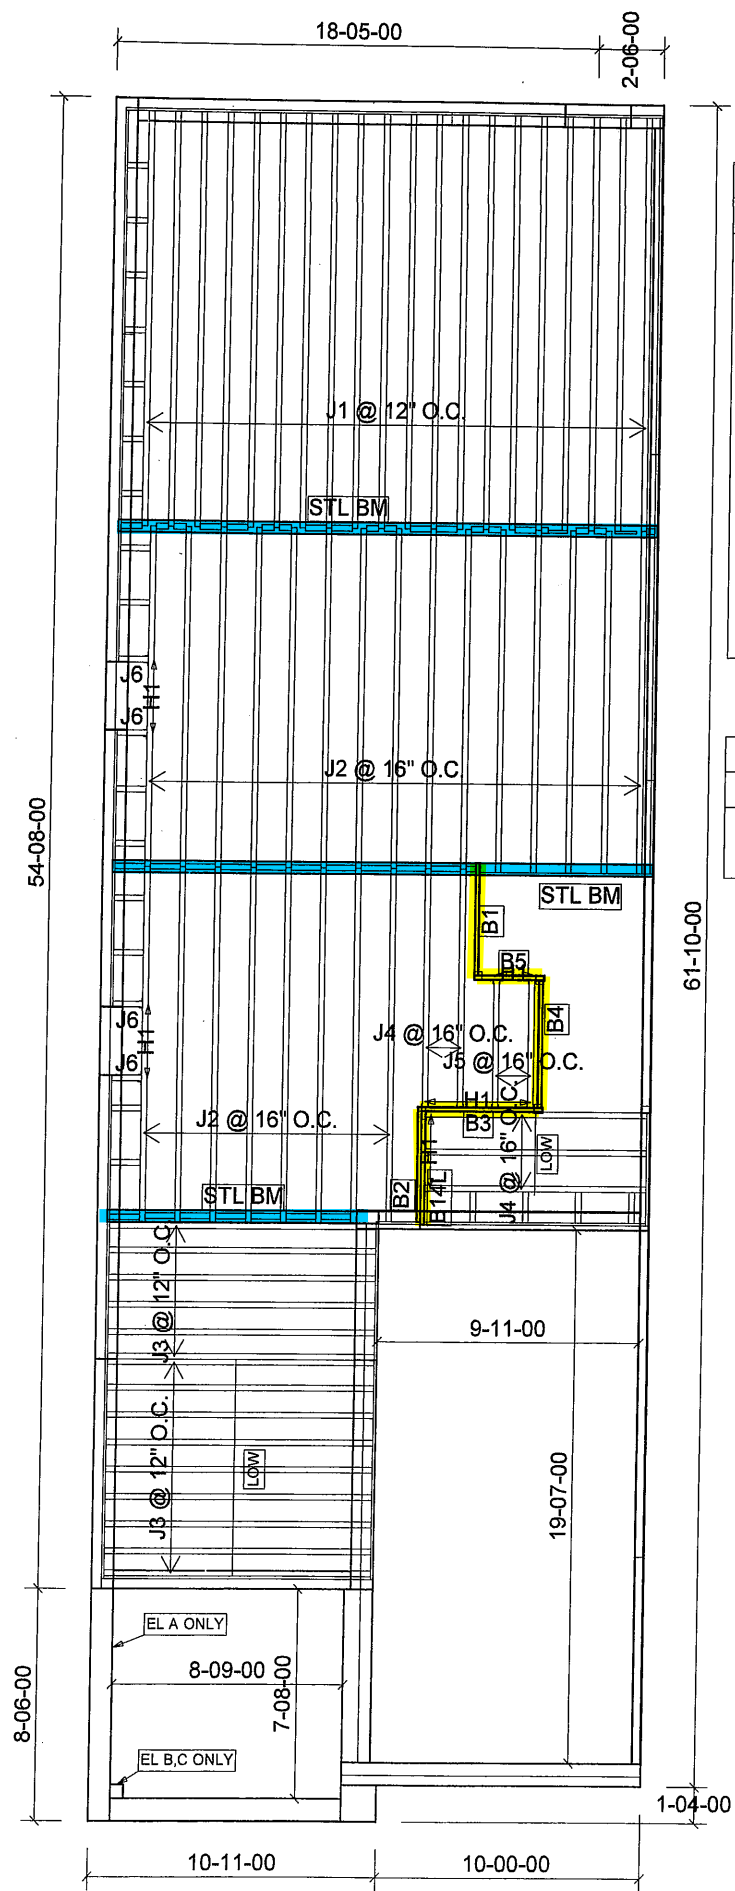 18-05-00
2-06-00
J1 @ 12" O.C.
STL BM
J6
H1
J6
J2 @ 16" O.C.
54-08-00
STL BM
B1
61-10-00
B5
B4
J6
H1
J6
J4 @ 16" O.C.
J5 @ 16" O.C.
H1
B3
J2 @ 16" O.C.
H1
J4 @ 16" O.C.
LOW
B2
B14L
STL BM
J3 @ 12" O.C.
9-11-00
J3 @ 12" O.C.
LOW
19-07-00
EL A ONLY
8-09-00
7-08-00
8-06-00
EL B,C ONLY
1-04-00
10-11-00
10-00-00